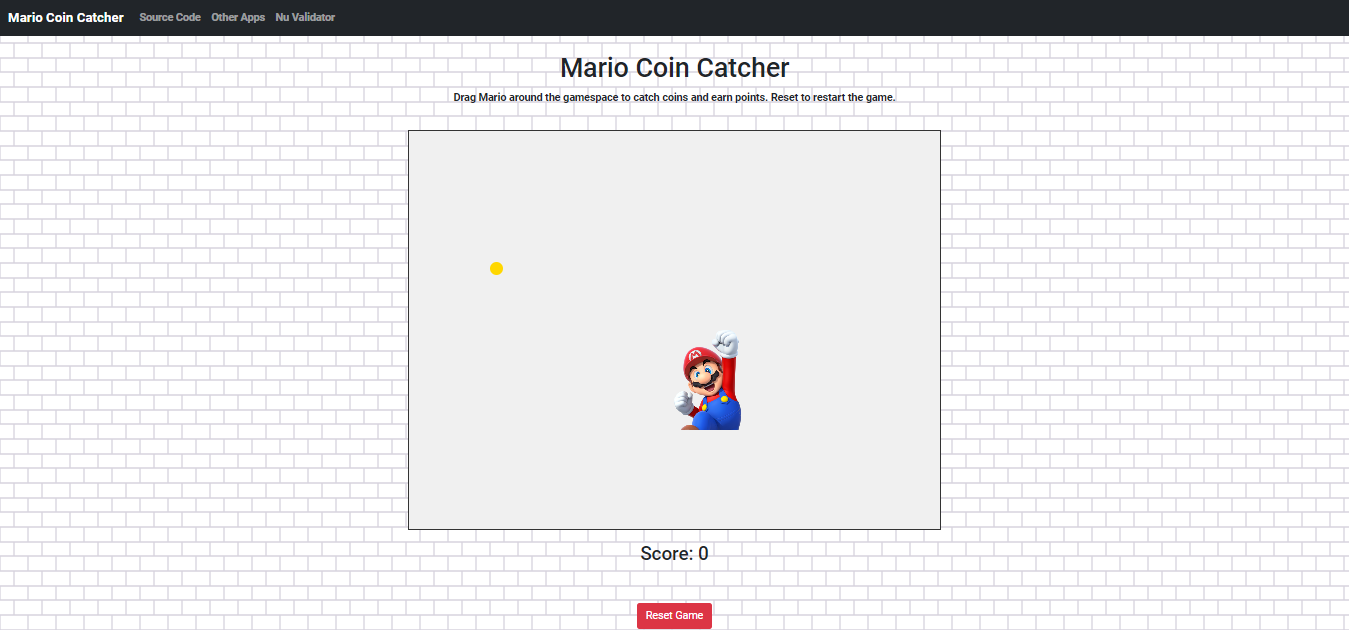 Mario Coin Catcher Source Code Other Apps Nu Validator
Mario Coin Catcher
Drag Mario around the gamespace to catch coins and earn points. Reset to restart the game.
M
Score: 0
Reset Game